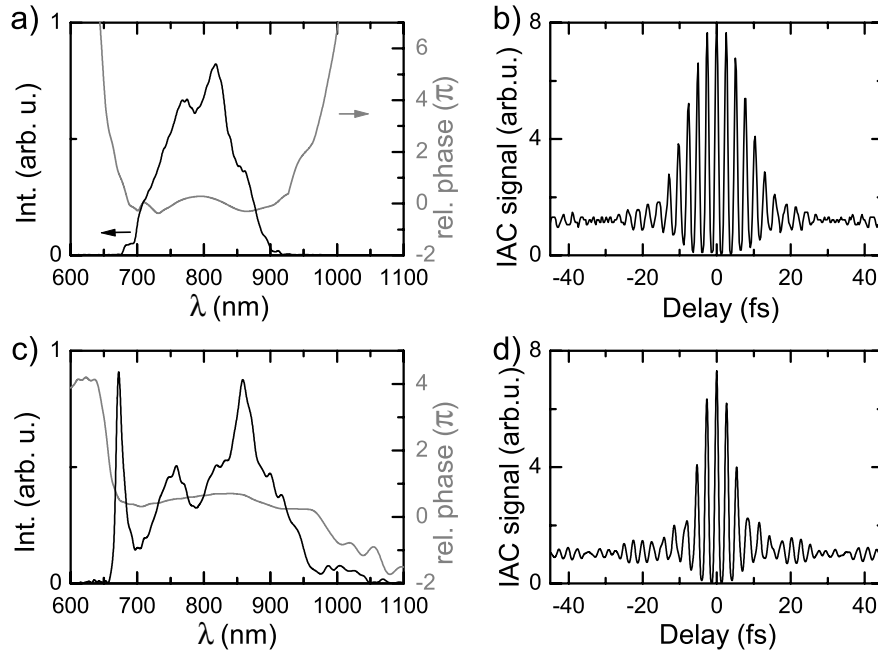 a)
1
Int. (arb. u.)
0
600 700 800 900 1000 1100
λ (nm)
6
4
2
0
-2
rel. phase (π)
b)
8
4
0
IAC signal (arb.u.)
-40 -20 0 20 40
Delay (fs)
c)
1
Int. (arb. u.)
0
600 700 800 900 1000 1100
λ (nm)
4
2
0
-2
rel. phase (π)
d)
8
4
0
IAC signal (arb.u.)
-40 -20 0 20 40
Delay (fs)